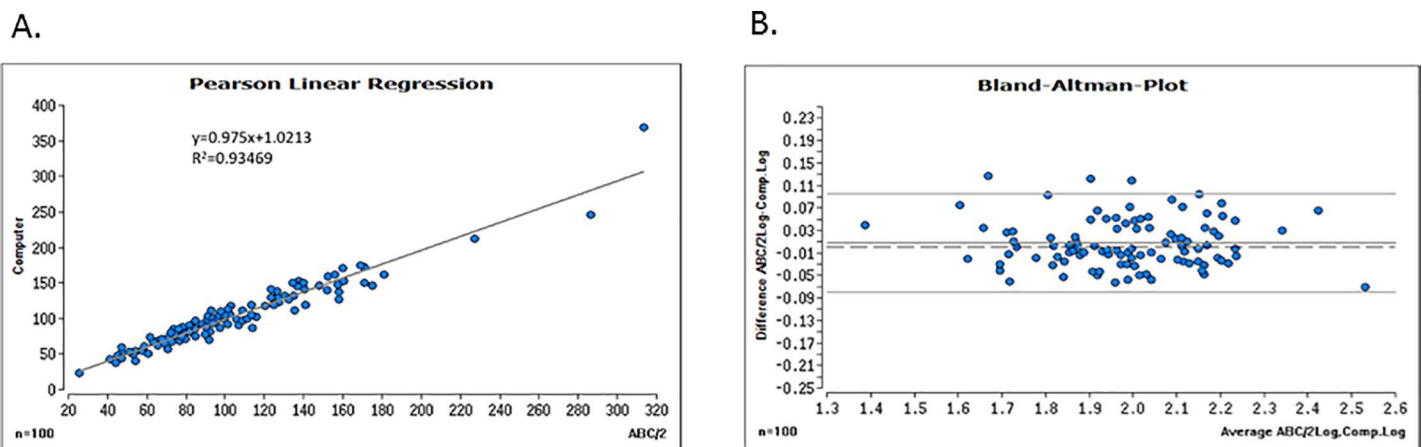 A.
Pearson Linear Regression
y=0.975x+1.0213
R²=0.93469
Computer
400
350
300
250
200
150
100
50
0
20 40 60 80 100 120 140 160 180 200 220 240 260 280 300 320
n=100 ABC/2
B.
Bland-Altman-Plot
Difference ABC/2Log-Comp.Log
0.23
0.19
0.15
0.11
0.07
0.03
-0.01
-0.05
-0.09
-0.13
-0.17
-0.21
-0.25
1.3 1.4 1.5 1.6 1.7 1.8 1.9 2.0 2.1 2.2 2.3 2.4 2.5 2.6
n=100 Average ABC/2Log,Comp.Log